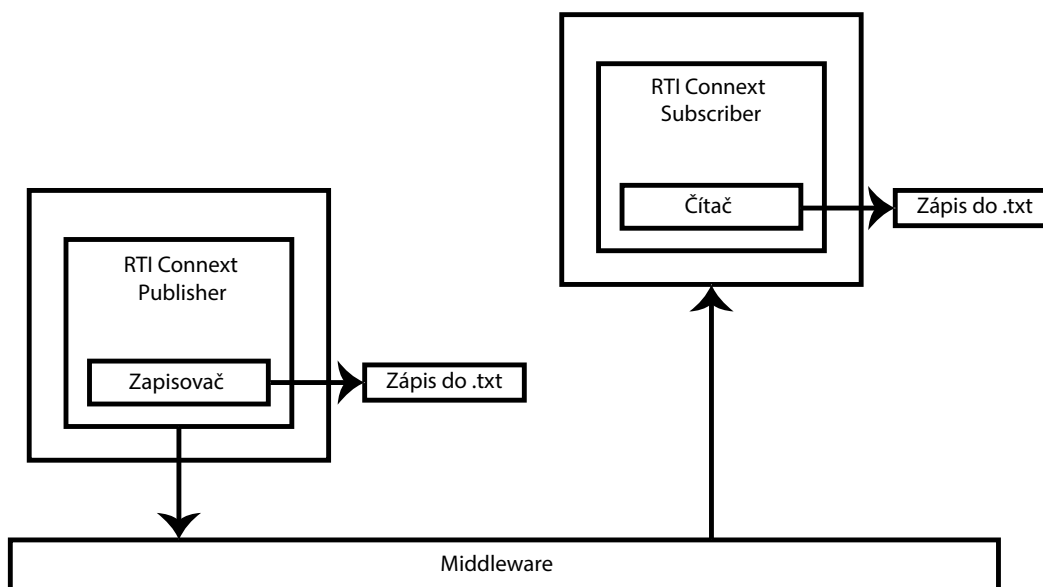 RTI Connext
Subscriber
Čítač
Zápis do .txt
RTI Connext
Publisher
Zapisovač
Zápis do .txt
Middleware